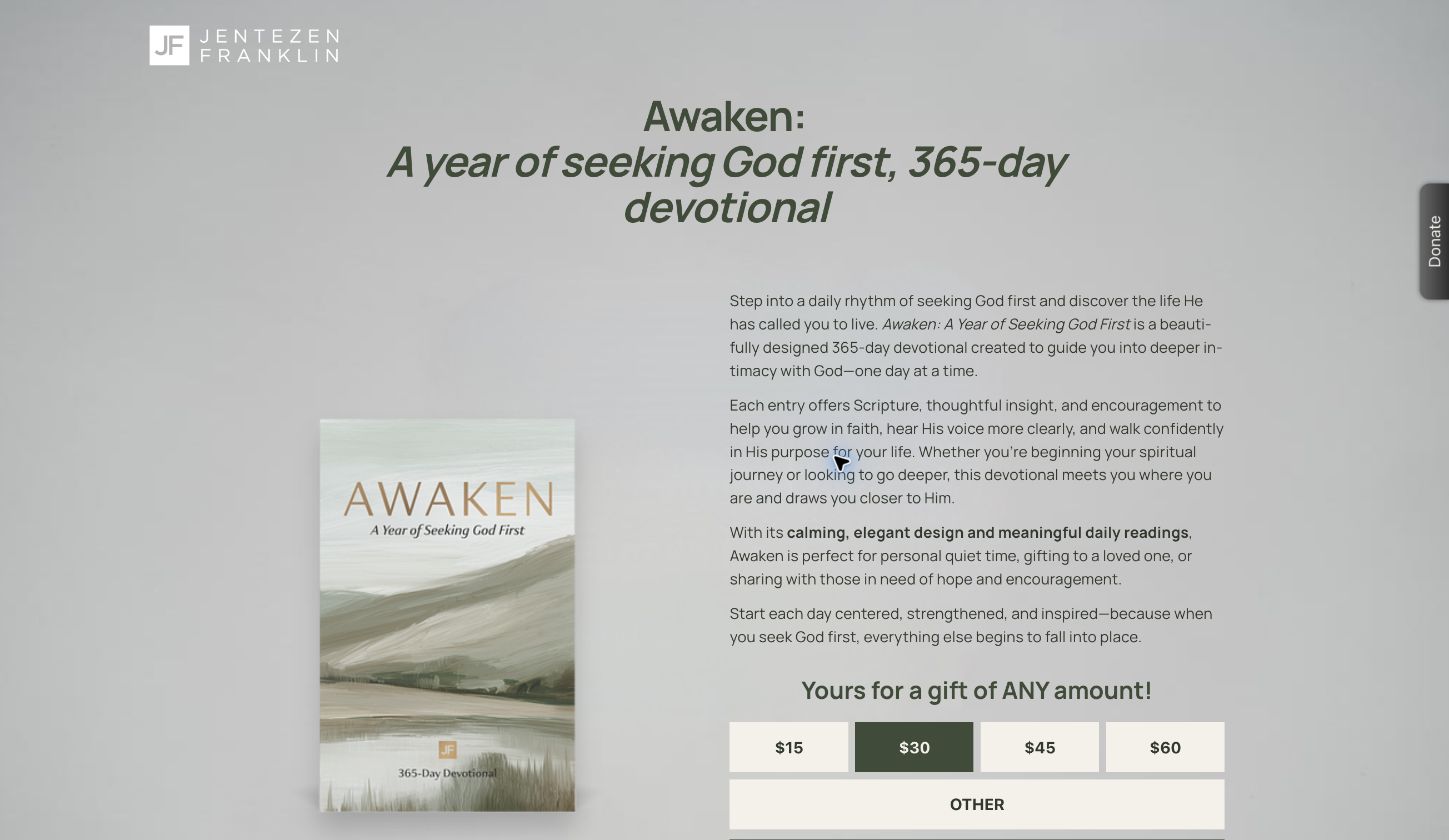 JF JENTEZEN
FRANKLIN
Awaken:
A year of seeking God first, 365-day
devotional
Donate
Step into a daily rhythm of seeking God first and discover the life He
has called you to live. Awaken: A Year of Seeking God First is a beauti-
fully designed 365-day devotional created to guide you into deeper in-
timacy with God—one day at a time.
Each entry offers Scripture, thoughtful insight, and encouragement to
help you grow in faith, hear His voice more clearly, and walk confidently
in His purpose for your life. Whether you're beginning your spiritual
journey or looking to go deeper, this devotional meets you where you
are and draws you closer to Him.
With its calming, elegant design and meaningful daily readings,
Awaken is perfect for personal quiet time, gifting to a loved one, or
sharing with those in need of hope and encouragement.
Start each day centered, strengthened, and inspired—because when
you seek God first, everything else begins to fall into place.
AWAKEN
A Year of Seeking God First
JF
365-Day Devotional
Yours for a gift of ANY amount!
$15 $30 $45 $60
OTHER